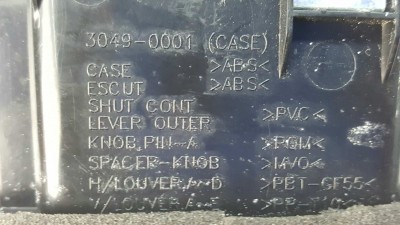 3049-0001 (CASE)
CASE >ABS<
ESCUT >ABS<
SHUT CONT
LEVER OUTER >PVC<
KNOB,PIN-A >POM<
SPACER-KNOB
H/LOUVER,A-D >PBT-GF55<